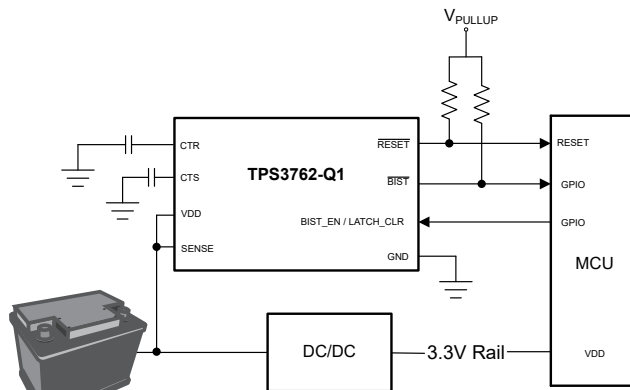 VPULLUP
CTR
CTS
VDD
SENSE
TPS3762-Q1
RESET
BIST
BIST_EN / LATCH_CLR
GND
RESET
GPIO
GPIO
MCU
VDD
DC/DC
3.3V Rail